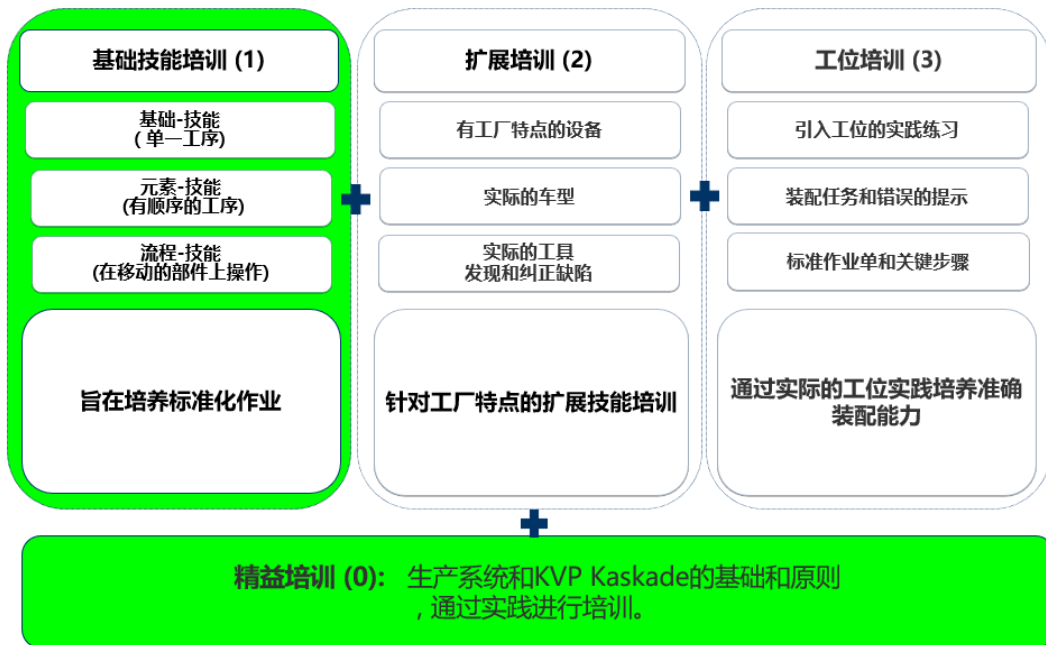 基础技能培训 (1)
基础-技能
( 单一工序)
元素-技能
(有顺序的工序)
流程-技能
(在移动的部件上操作)
旨在培养标准化作业
扩展培训 (2)
有工厂特点的设备
实际的车型
实际的工具
发现和纠正缺陷
针对工厂特点的扩展技能培训
工位培训 (3)
引入工位的实践练习
装配任务和错误的提示
标准作业单和关键步骤
通过实际的工位实践培养准确
装配能力
精益培训 (0): 生产系统和KVP Kaskade的基础和原则
, 通过实践进行培训。